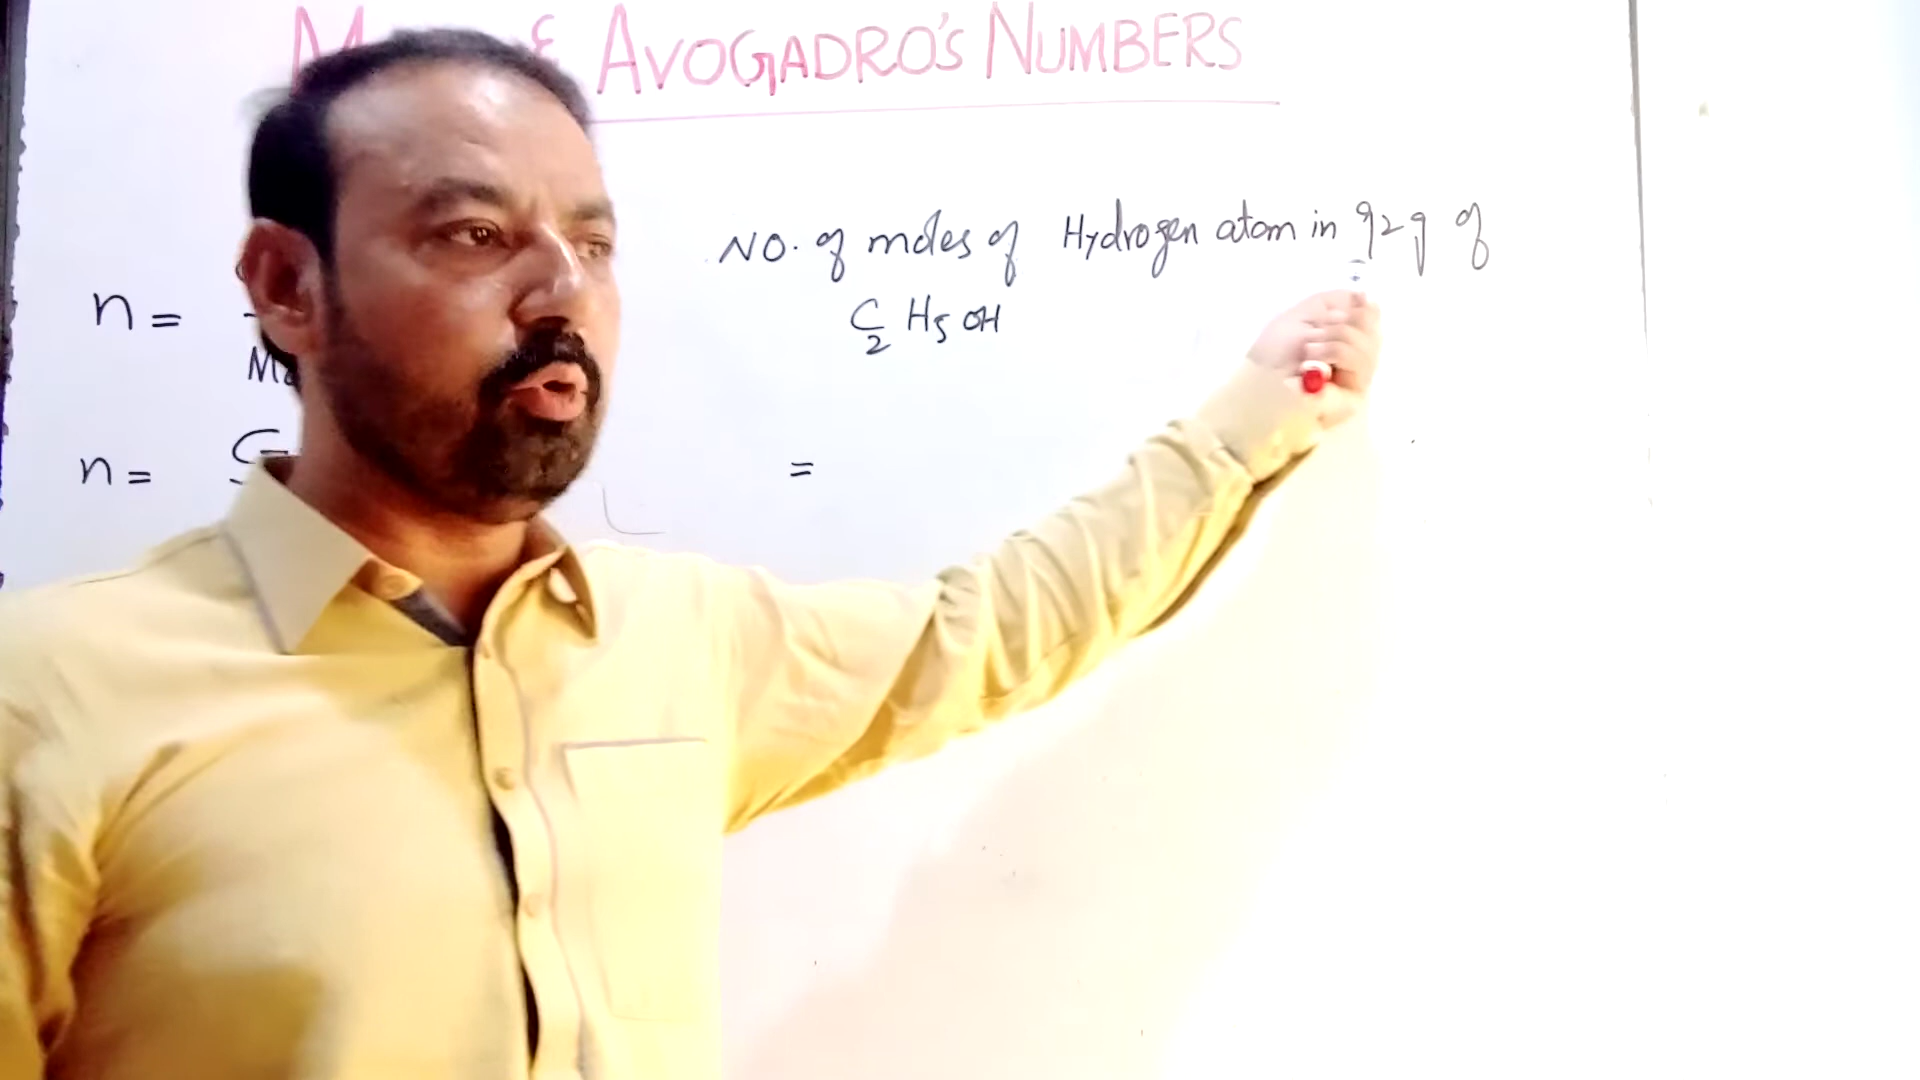 & AVOGADRO'S NUMBERS
NO. of moles of Hydrogen atom in 92g of
C2H5OH
n =
n = =